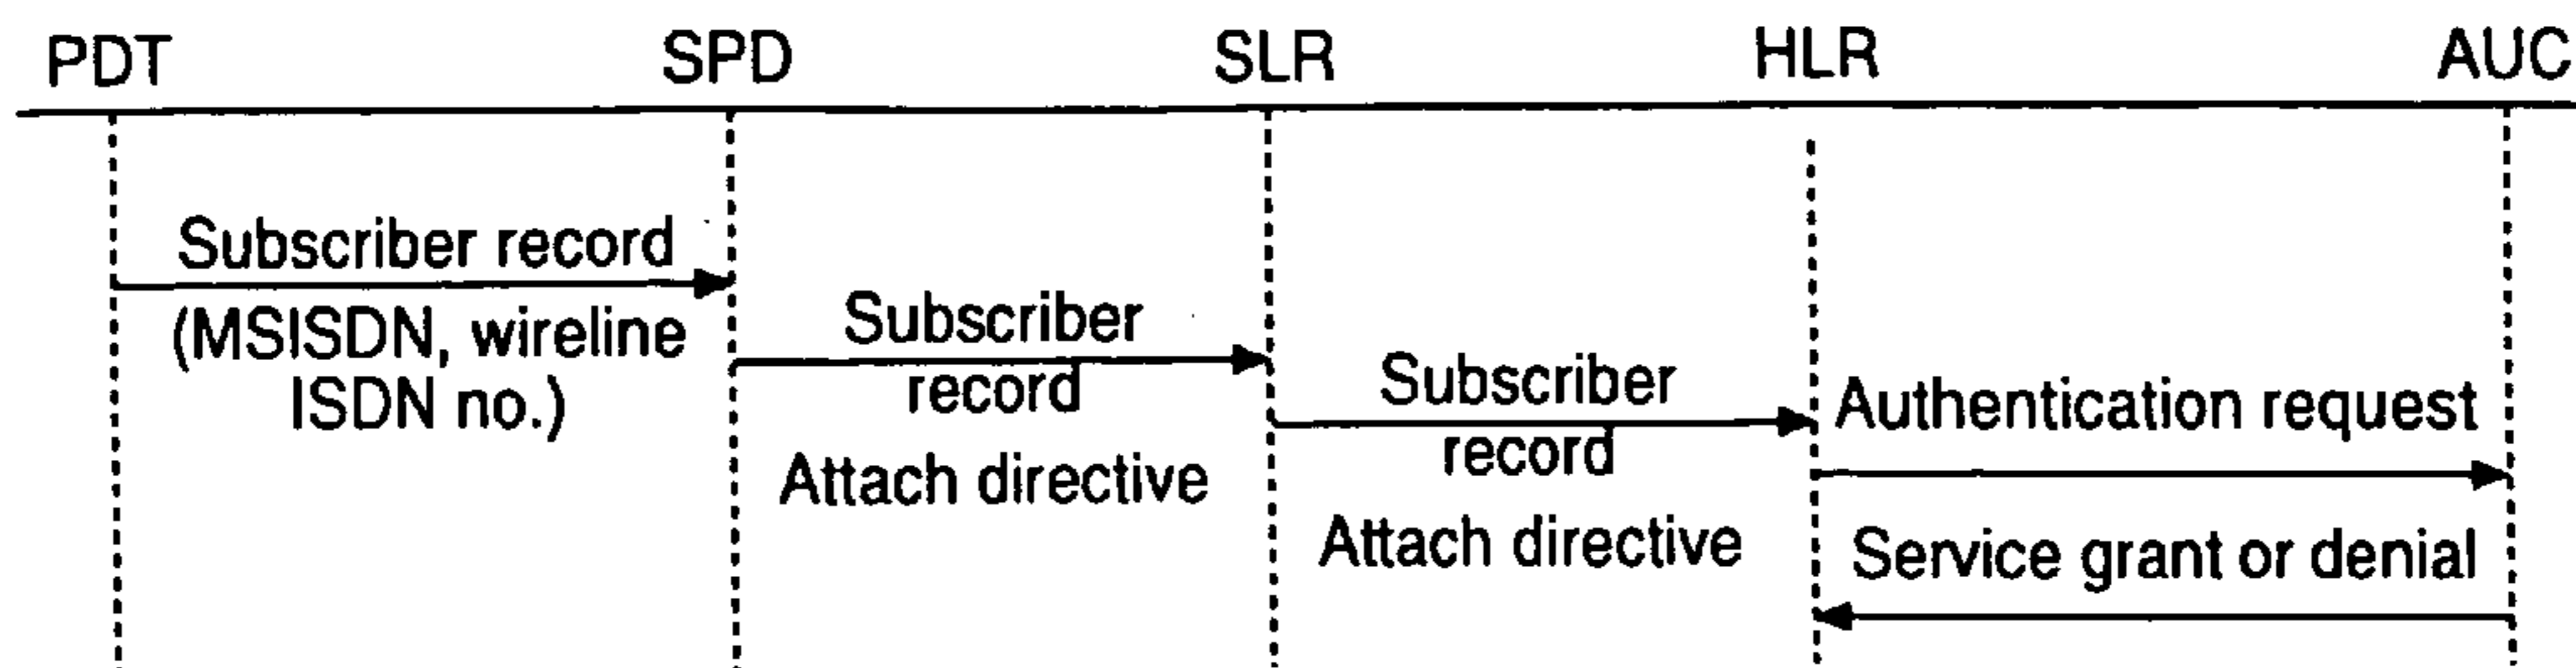 PDT SPD SLR HLR AUC
Subscriber record
(MSISDN, wireline
ISDN no.)
Subscriber
record
Attach directive
Subscriber
record
Attach directive
Authentication request
Service grant or denial